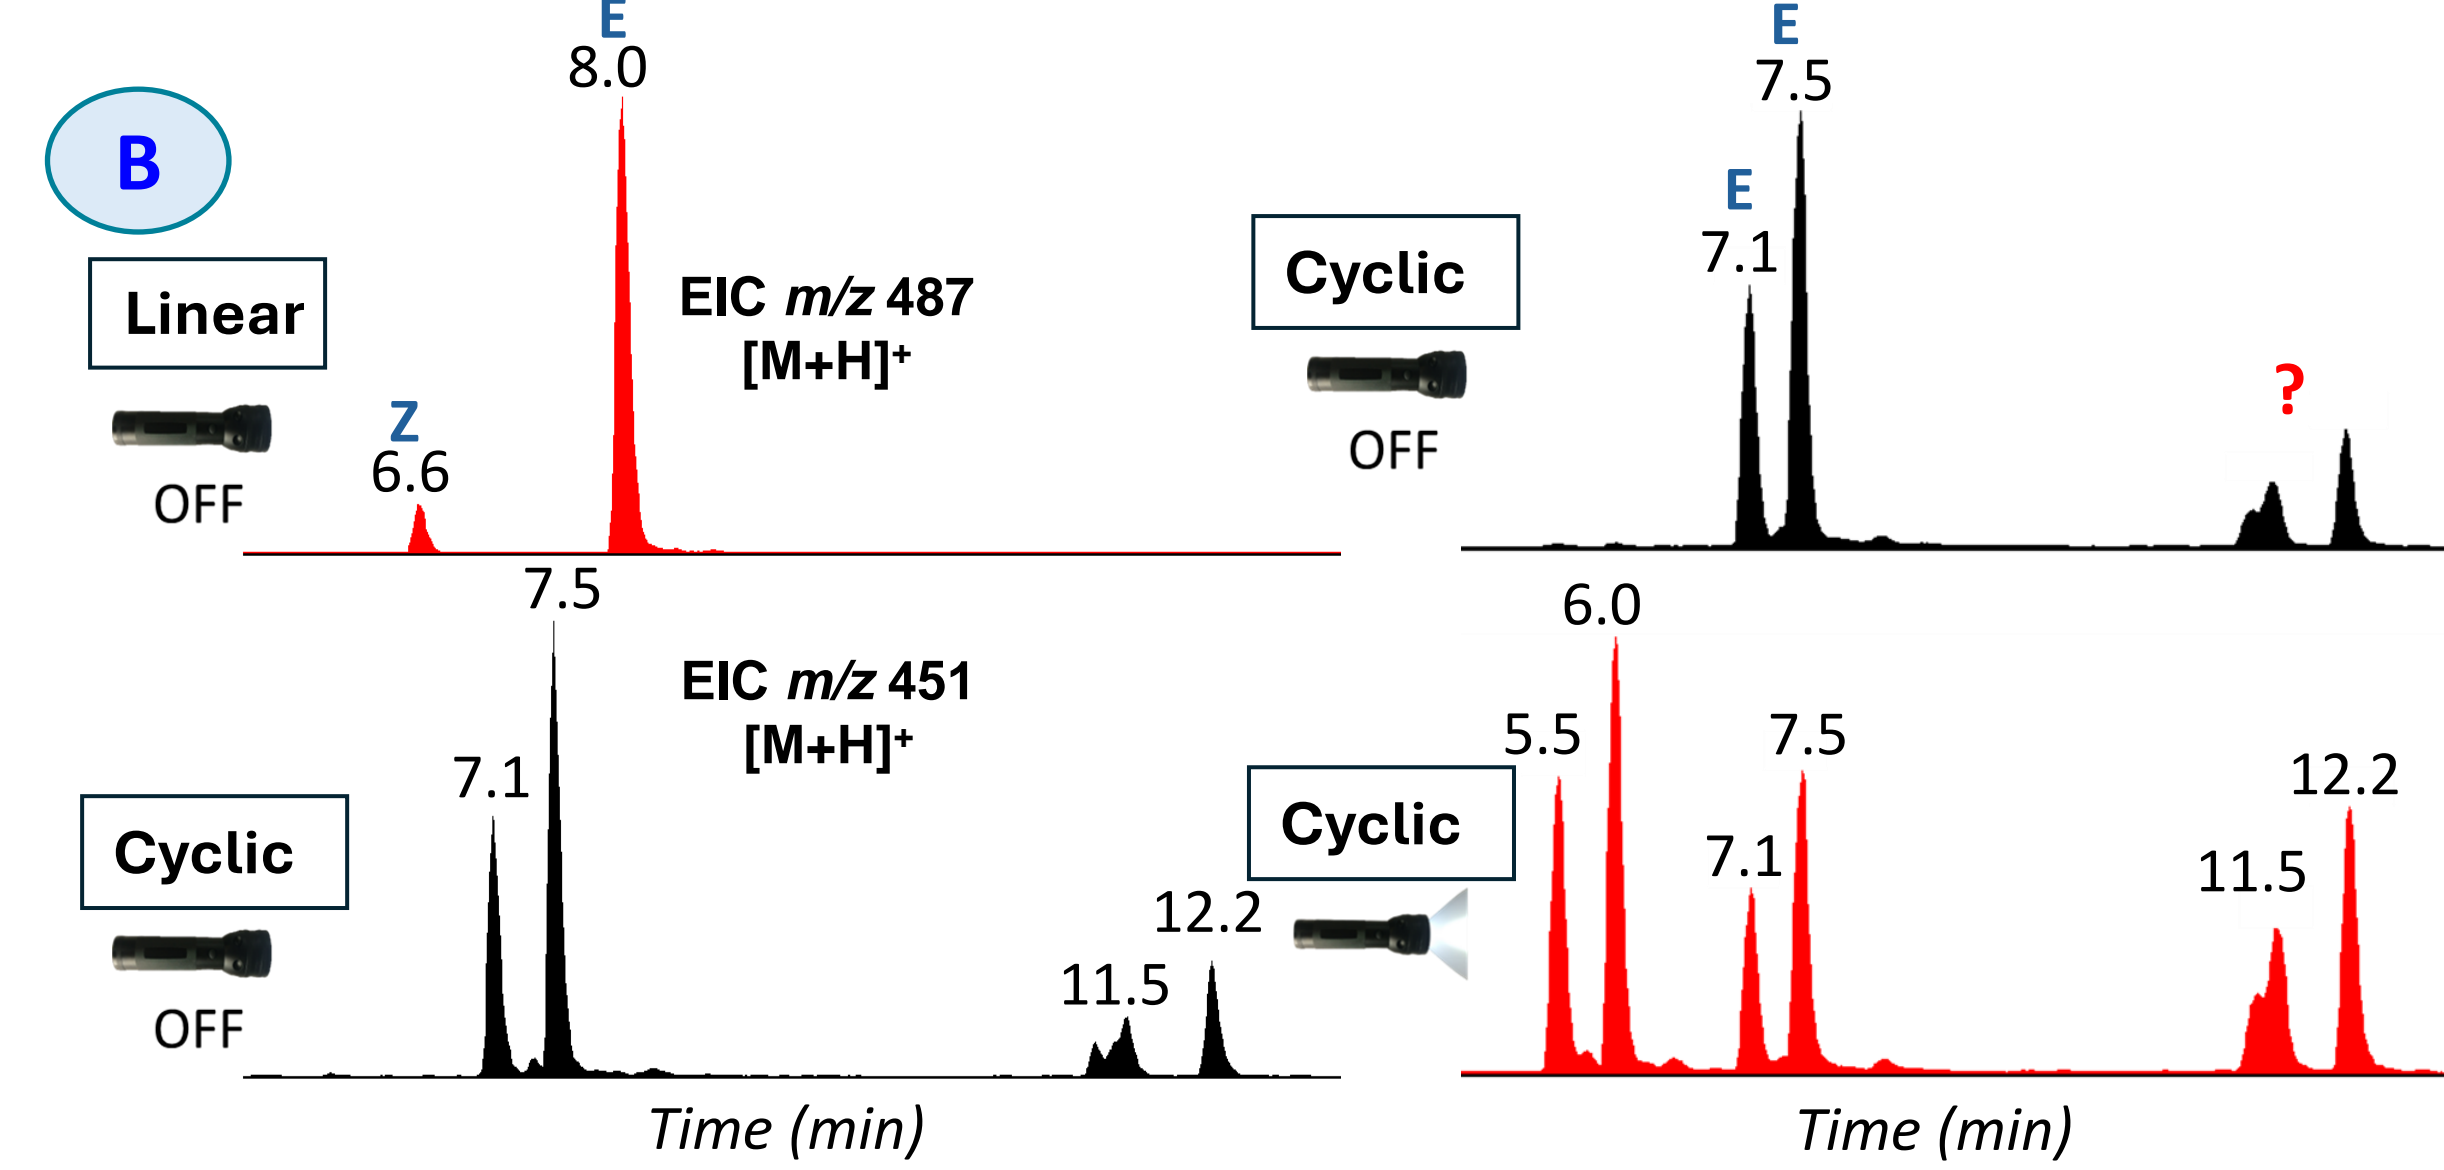 B
Linear
OFF
Z
6.6
E
8.0
EIC m/z 487
[M+H]+
Cyclic
OFF
E
7.1
E
7.5
?
Cyclic
OFF
7.1
7.5
EIC m/z 451
[M+H]+
11.5
12.2
Time (min)
Cyclic
5.5
6.0
7.1
7.5
11.5
12.2
Time (min)